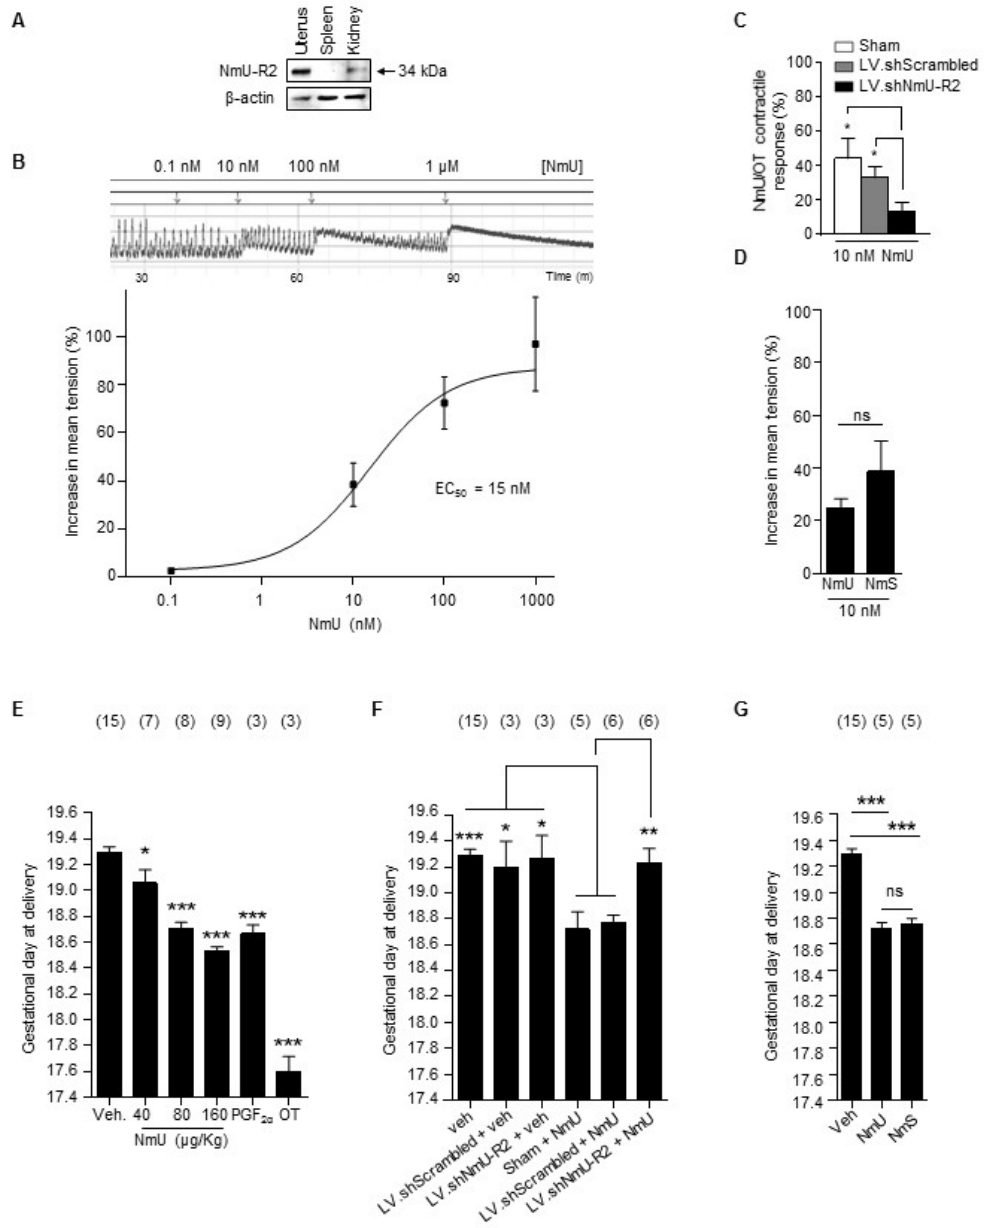 A
Uterus
Spleen
Kidney
NmU-R2
34 kDa
β-actin
B
0.1 nM 10 nM 100 nM 1 µM [NmU]
30 60 90 Time (m)
Increase in mean tension (%)
100
80
60
40
20
0
EC50 = 15 nM
0.1 1 10 100 1000
NmU (nM)
C
Sham
LV.shScrambled
LV.shNmU-R2
NmU/OT contractile
response (%)
100
80
60
40
20
0
* *
10 nM NmU
D
Increase in mean tension (%)
100
80
60
40
20
0
ns
NmU NmS
10 nM
E
(15) (7) (8) (9) (3) (3)
Gestational day at delivery
19.6
19.4
19.2
19.0
18.8
18.6
18.4
18.2
18.0
17.8
17.6
17.4
* *** *** *** ***
Veh. 40 80 160 PGF2α OT
NmU (µg/Kg)
F
(15) (3) (3) (5) (6) (6)
Gestational day at delivery
19.6
19.4
19.2
19.0
18.8
18.6
18.4
18.2
18.0
17.8
17.6
17.4
*** * * **
veh
LV.shScrambled + veh
LV.shNmU-R2 + veh
Sham + NmU
LV.shScrambled + NmU
LV.shNmU-R2 + NmU
G
(15) (5) (5)
Gestational day at delivery
19.6
19.4
19.2
19.0
18.8
18.6
18.4
18.2
18.0
17.8
17.6
17.4
***
***
ns
Veh
NmU
NmS